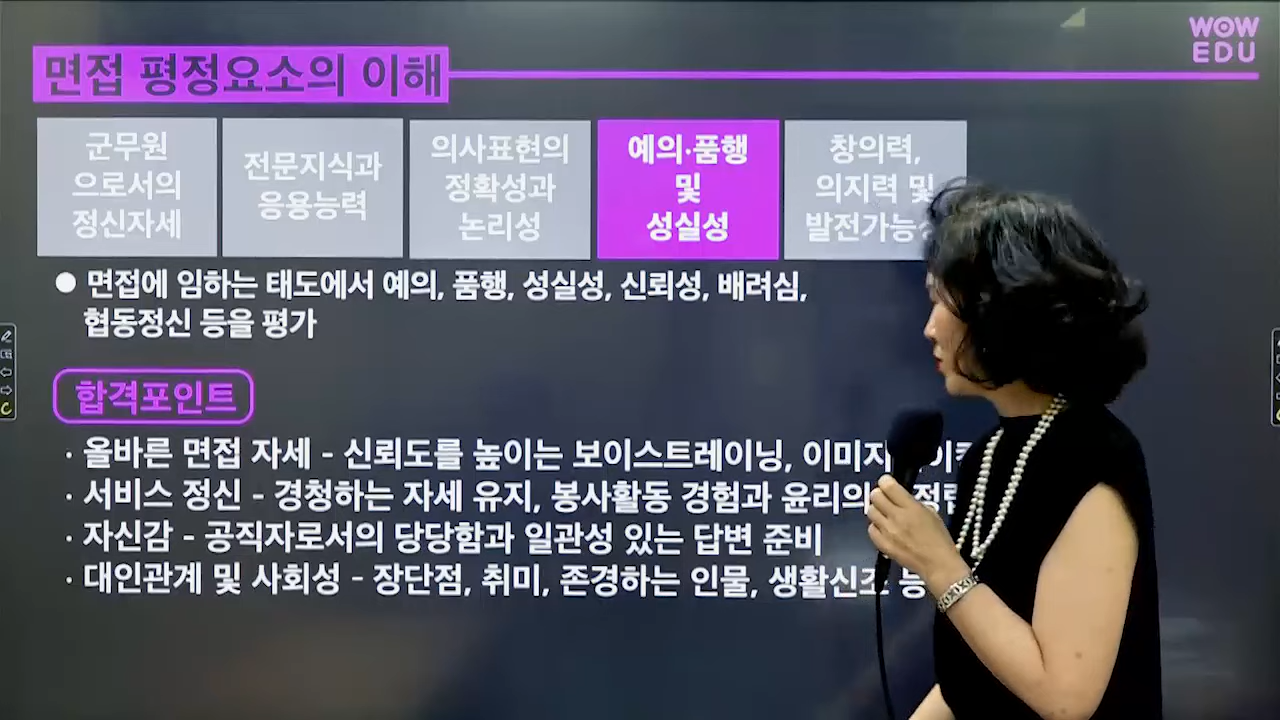 WOW
EDU
면접 평정요소의 이해
군무원
으로서의
정신자세
전문지식과
응용능력
의사표현의
정확성과
논리성
예의·품행
및
성실성
창의력,
의지력 및
발전가능성
● 면접에 임하는 태도에서 예의, 품행, 성실성, 신뢰성, 배려심,
협동정신 등을 평가
합격포인트
· 올바른 면접 자세 - 신뢰도를 높이는 보이스트레이닝, 이미지
· 서비스 정신 - 경청하는 자세 유지, 봉사활동 경험과 윤리의
· 자신감 - 공직자로서의 당당함과 일관성 있는 답변 준비
· 대인관계 및 사회성 - 장단점, 취미, 존경하는 인물, 생활신조 등